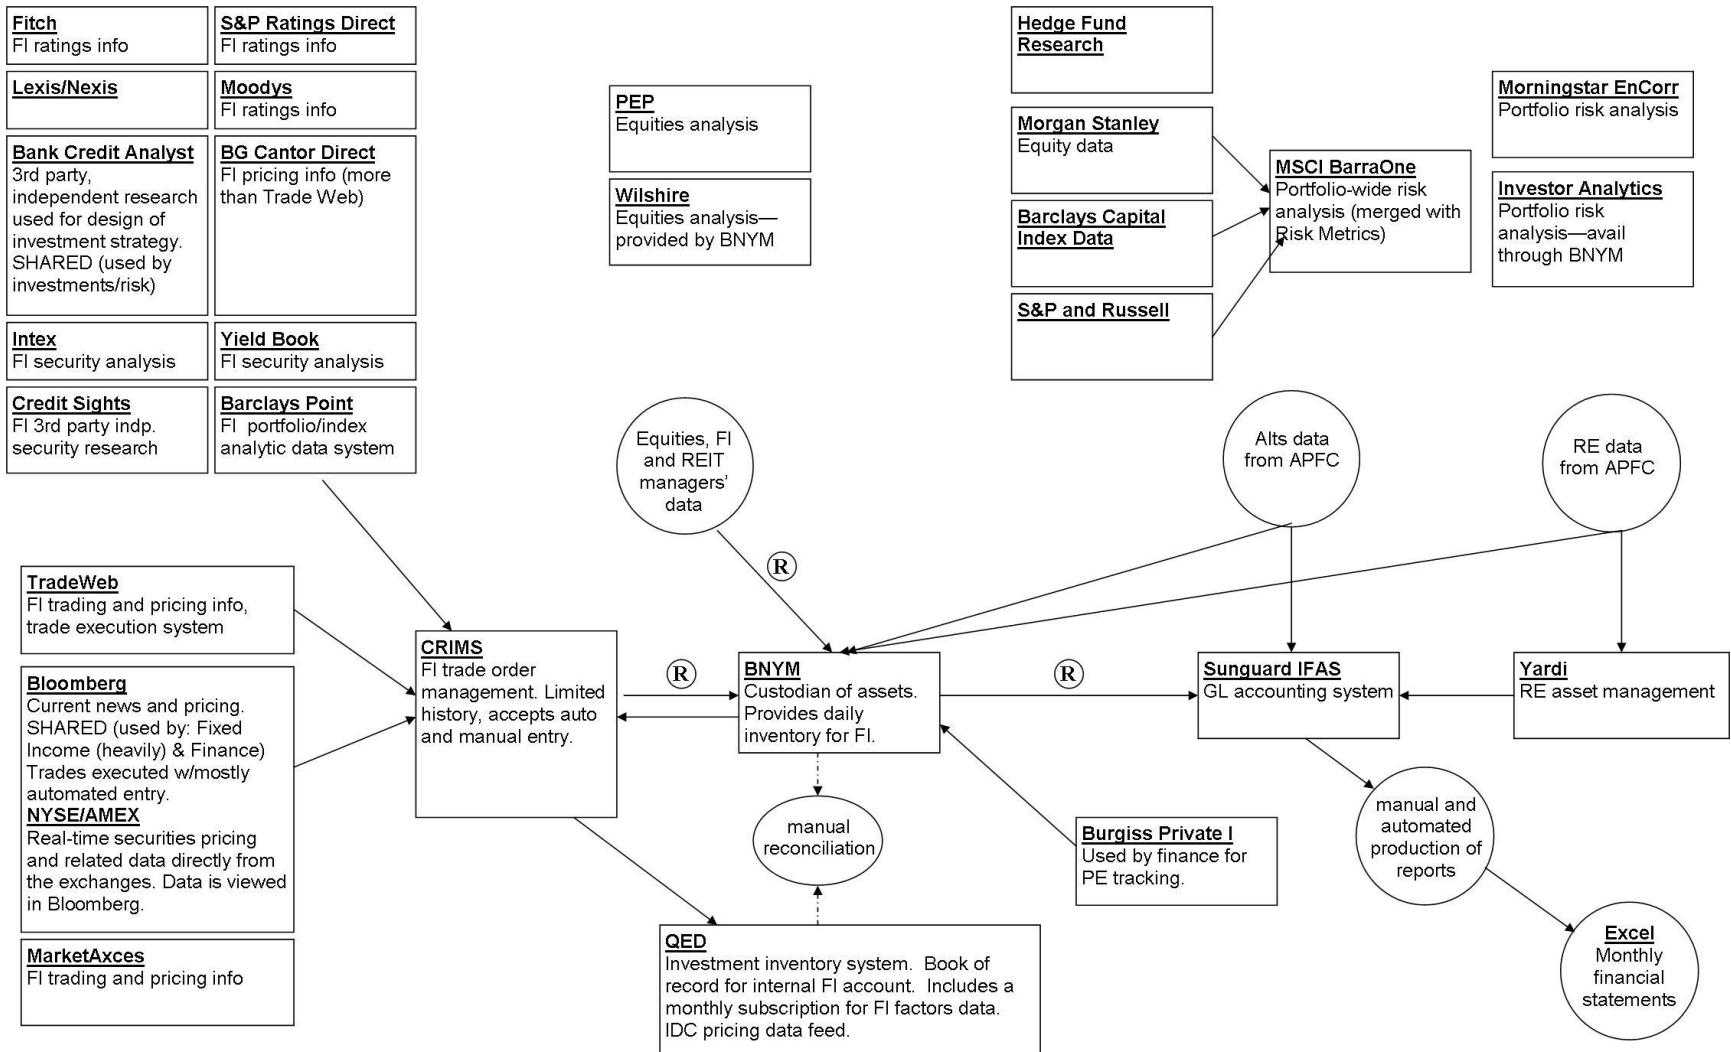 Fitch
FI ratings info
S&P Ratings Direct
FI ratings info
Lexis/Nexis
Moodys
FI ratings info
Bank Credit Analyst
3rd party,
independent research
used for design of
investment strategy.
SHARED (used by
investments/risk)
BG Cantor Direct
FI pricing info (more
than Trade Web)
Intex
FI security analysis
Yield Book
FI security analysis
Credit Sights
FI 3rd party indp.
security research
Barclays Point
FI portfolio/index
analytic data system
PEP
Equities analysis
Wilshire
Equities analysis—
provided by BNYM
Hedge Fund
Research
Morgan Stanley
Equity data
Barclays Capital
Index Data
S&P and Russell
MSCI BarraOne
Portfolio-wide risk
analysis (merged with
Risk Metrics)
Morningstar EnCorr
Portfolio risk analysis
Investor Analytics
Portfolio risk
analysis—avail
through BNYM
Equities, FI
and REIT
managers'
data
Alts data
from APFC
RE data
from APFC
R
TradeWeb
FI trading and pricing info,
trade execution system
Bloomberg
Current news and pricing.
SHARED (used by: Fixed
Income (heavily) & Finance)
Trades executed w/mostly
automated entry.
NYSE/AMEX
Real-time securities pricing
and related data directly from
the exchanges. Data is viewed
in Bloomberg.
MarketAxces
FI trading and pricing info
CRIMS
FI trade order
management. Limited
history, accepts auto
and manual entry.
R
BNYM
Custodian of assets.
Provides daily
inventory for FI.
R
Sunguard IFAS
GL accounting system
Yardi
RE asset management
manual
reconciliation
Burgiss Private I
Used by finance for
PE tracking.
manual and
automated
production of
reports
QED
Investment inventory system. Book of
record for internal FI account. Includes a
monthly subscription for FI factors data.
IDC pricing data feed.
Excel
Monthly
financial
statements